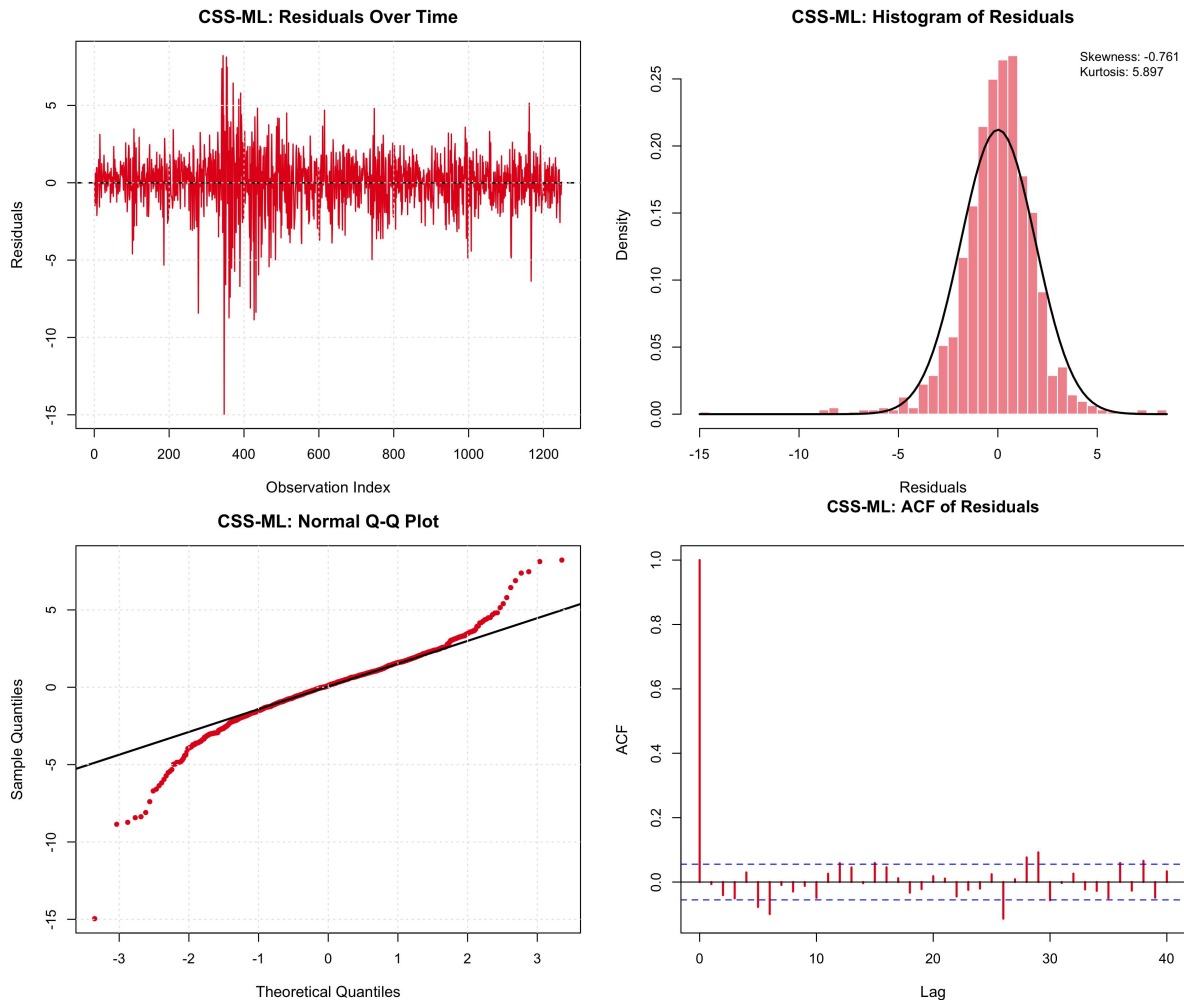 CSS-ML: Residuals Over Time
Residuals
5
0
-5
-10
-15
0 200 400 600 800 1000 1200
Observation Index
CSS-ML: Histogram of Residuals
Skewness: -0.761
Kurtosis: 5.897
Density
0.25
0.20
0.15
0.10
0.05
0.00
-15 -10 -5 0 5
Residuals
CSS-ML: Normal Q-Q Plot
Sample Quantiles
5
0
-5
-10
-15
-3 -2 -1 0 1 2 3
Theoretical Quantiles
CSS-ML: ACF of Residuals
ACF
1.0
0.8
0.6
0.4
0.2
0.0
0 10 20 30 40
Lag